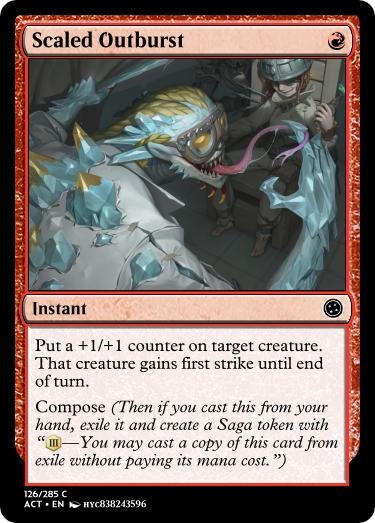 Scaled Outburst
Instant
Put a +1/+1 counter on target creature.
That creature gains first strike until end
of turn.
Compose (Then if you cast this from your
hand, exile it and create a Saga token with
“III—You may cast a copy of this card from
exile without paying its mana cost.”)
126/285 C
ACT • EN HYC838243596